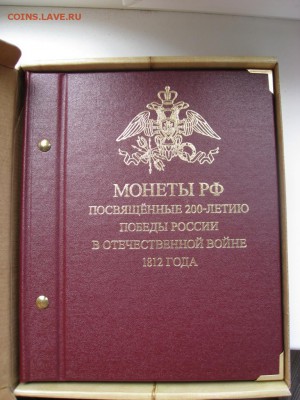 COINS.LAVE.RU
МОНЕТЫ РФ
ПОСВЯЩЁННЫЕ 200-ЛЕТИЮ
ПОБЕДЫ РОССИИ
В ОТЕЧЕСТВЕННОЙ ВОЙНЕ
1812 ГОДА